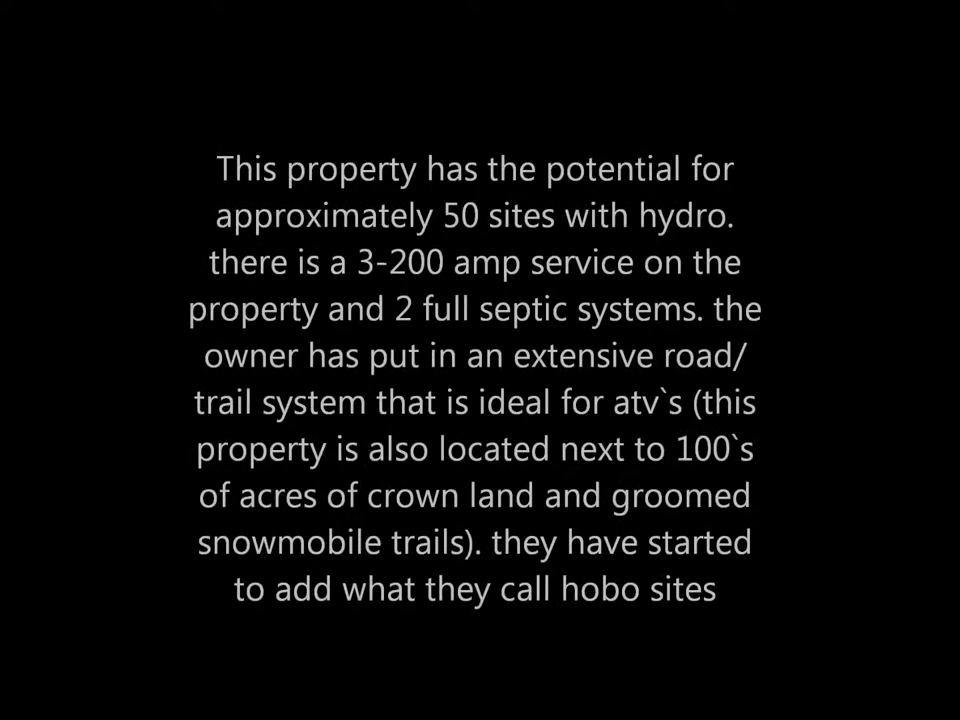 This property has the potential for
approximately 50 sites with hydro.
there is a 3-200 amp service on the
property and 2 full septic systems. the
owner has put in an extensive road/
trail system that is ideal for atv`s (this
property is also located next to 100`s
of acres of crown land and groomed
snowmobile trails). they have started
to add what they call hobo sites